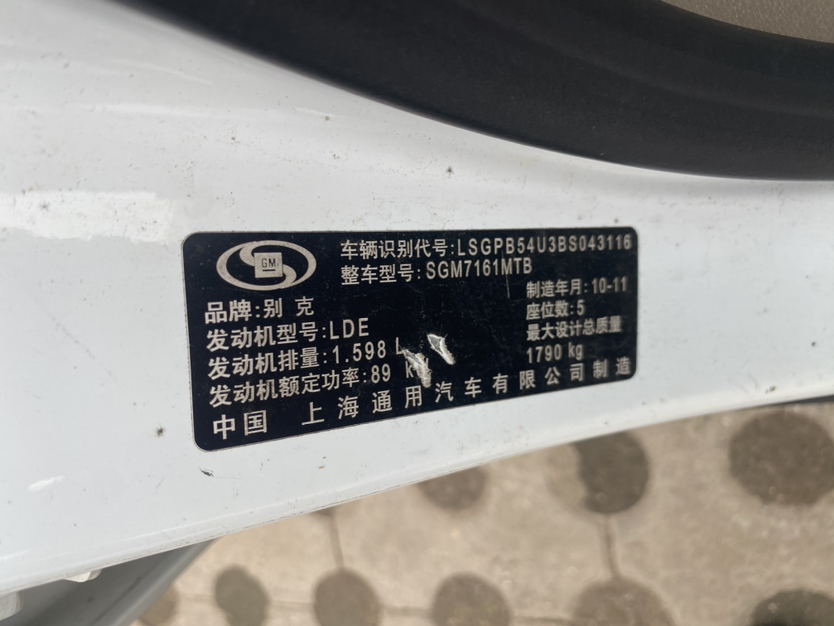 GM
车辆识别代号:LSGPB54U3BS043116
整车型号:SGM7161MTB
制造年月:10-11
品牌:别克
座位数:5
发动机型号:LDE
最大设计总质量
发动机排量:1.598 L
1790 kg
发动机额定功率:89 kW
中国 上海通用汽车有限公司制造